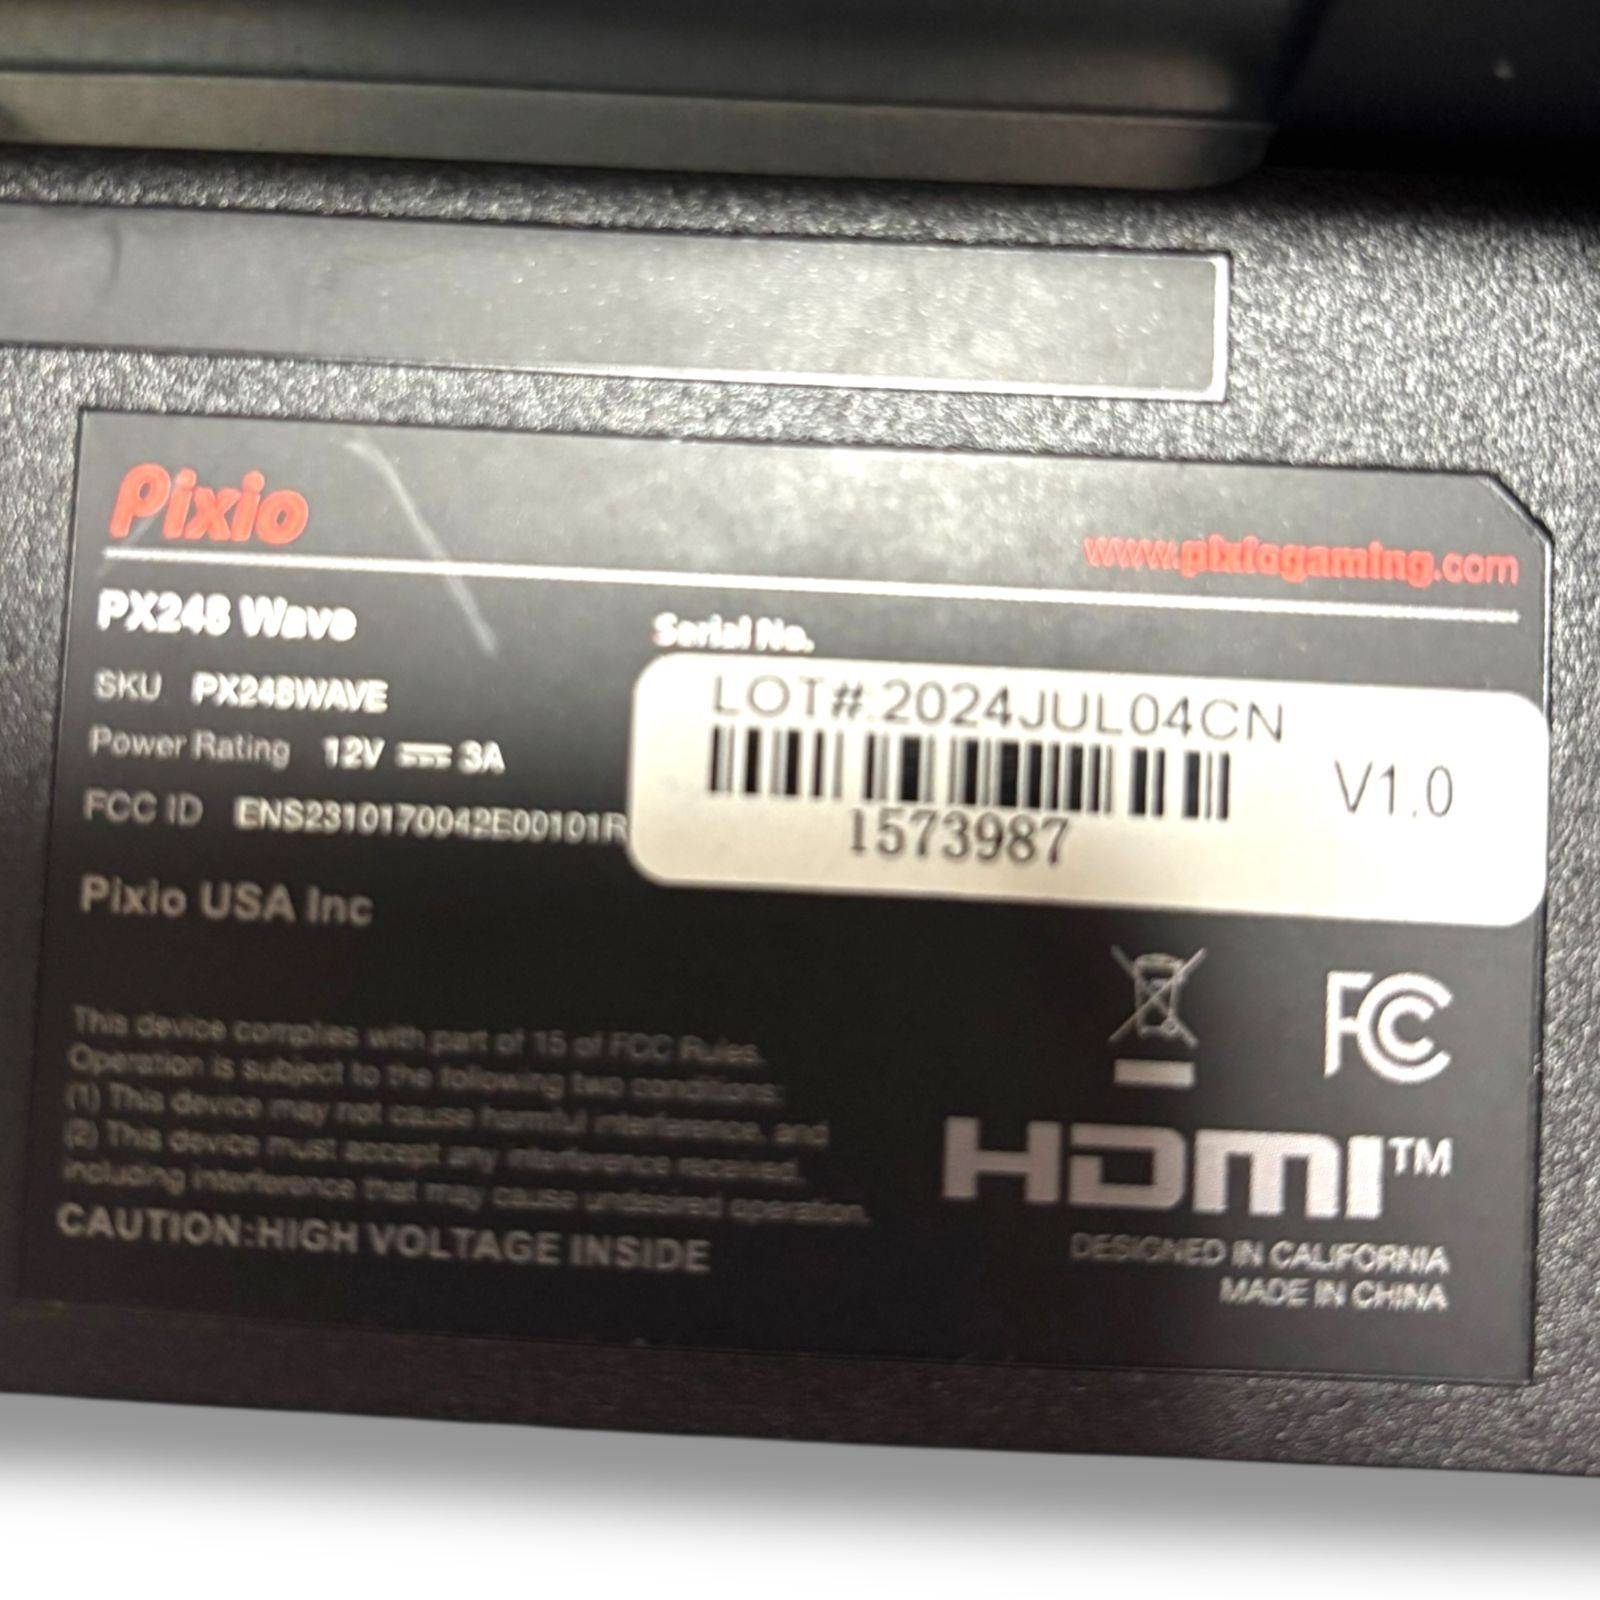 Pixio
www.pixiogaming.com
PX248 Wave
SKU PX248WAVE
Power Rating 12V 3A
FCC ID ENS2310170042E00101R
Pixio USA Inc
Serial No.
LOT# 2024JUL04CN
V1.0
1573987
This device complies with part of 15 of FCC Rules.
Operation is subject to the following two conditions:
(1) This device may not cause harmful interference, and
(2) This device must accept any interference received,
including interference that may cause undesired operation.
CAUTION:HIGH VOLTAGE INSIDE
FC
HDMI™
DESIGNED IN CALIFORNIA
MADE IN CHINA